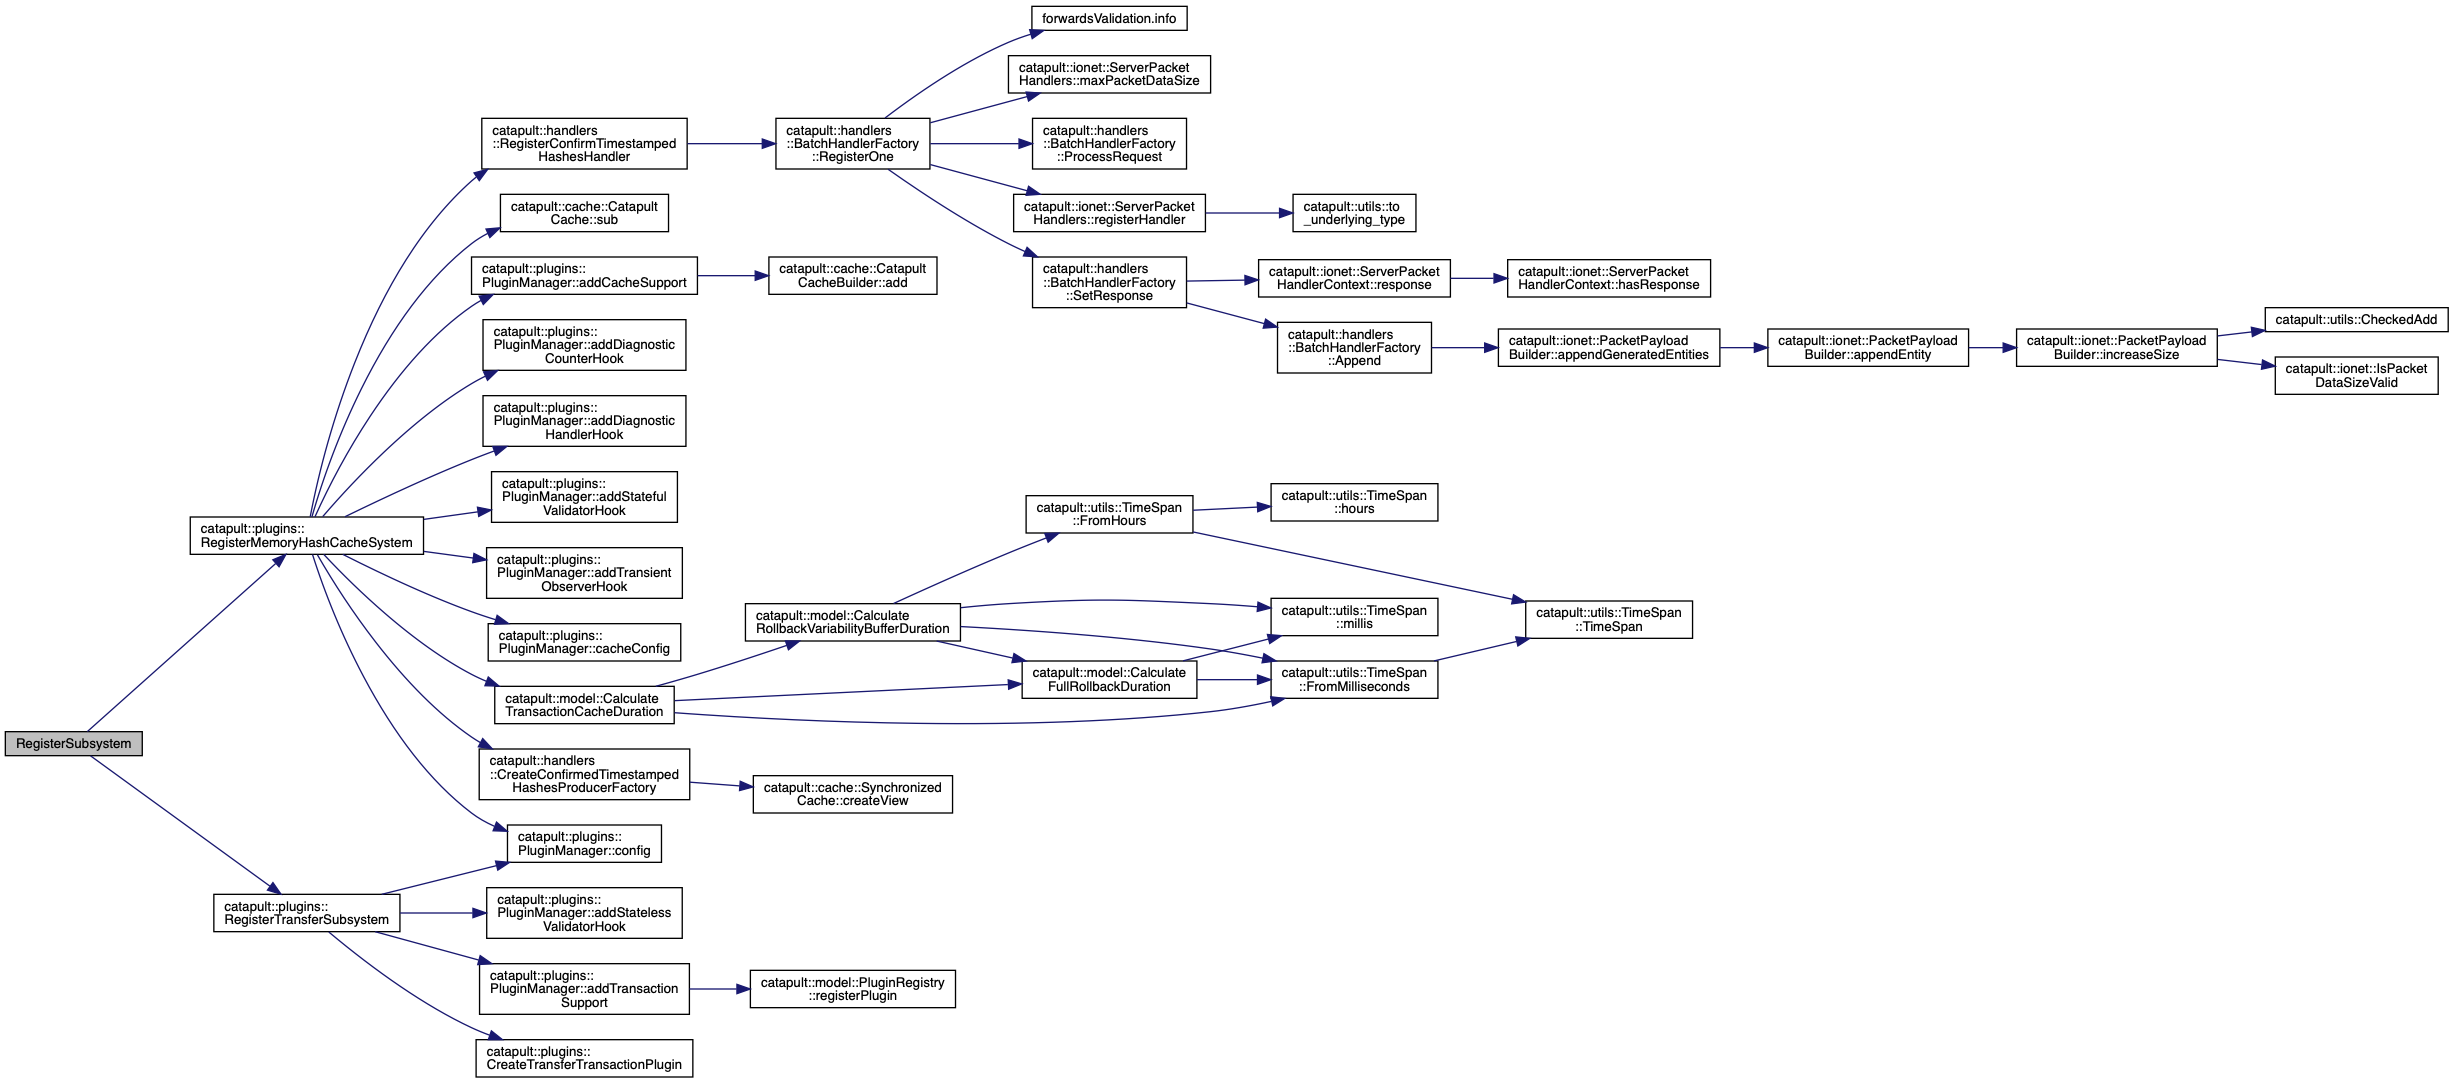 forwardsValidation.info
catapult::ionet::ServerPacket
Handlers::maxPacketDataSize
catapult::handlers
::RegisterConfirmTimestamped
HashesHandler
catapult::handlers
::BatchHandlerFactory
::RegisterOne
catapult::handlers
::BatchHandlerFactory
::ProcessRequest
catapult::cache::Catapult
Cache::sub
catapult::ionet::ServerPacket
Handlers::registerHandler
catapult::utils::to
_underlying_type
catapult::plugins::
PluginManager::addCacheSupport
catapult::cache::Catapult
CacheBuilder::add
catapult::handlers
::BatchHandlerFactory
::SetResponse
catapult::ionet::ServerPacket
HandlerContext::response
catapult::ionet::ServerPacket
HandlerContext::hasResponse
catapult::plugins::
PluginManager::addDiagnostic
CounterHook
catapult::handlers
::BatchHandlerFactory
::Append
catapult::ionet::PacketPayload
Builder::appendGeneratedEntities
catapult::ionet::PacketPayload
Builder::appendEntity
catapult::ionet::PacketPayload
Builder::increaseSize
catapult::utils::CheckedAdd
catapult::ionet::IsPacket
DataSizeValid
catapult::plugins::
PluginManager::addDiagnostic
HandlerHook
catapult::plugins::
PluginManager::addStateful
ValidatorHook
catapult::utils::TimeSpan
::FromHours
catapult::utils::TimeSpan
::hours
catapult::plugins::
RegisterMemoryHashCacheSystem
catapult::plugins::
PluginManager::addTransient
ObserverHook
catapult::model::Calculate
RollbackVariabilityBufferDuration
catapult::utils::TimeSpan
::millis
catapult::utils::TimeSpan
::TimeSpan
catapult::plugins::
PluginManager::cacheConfig
catapult::model::Calculate
FullRollbackDuration
catapult::utils::TimeSpan
::FromMilliseconds
catapult::model::Calculate
TransactionCacheDuration
RegisterSubsystem
catapult::handlers
::CreateConfirmedTimestamped
HashesProducerFactory
catapult::cache::Synchronized
Cache::createView
catapult::plugins::
PluginManager::config
catapult::plugins::
RegisterTransferSubsystem
catapult::plugins::
PluginManager::addStateless
ValidatorHook
catapult::plugins::
PluginManager::addTransaction
Support
catapult::model::PluginRegistry
::registerPlugin
catapult::plugins::
CreateTransferTransactionPlugin